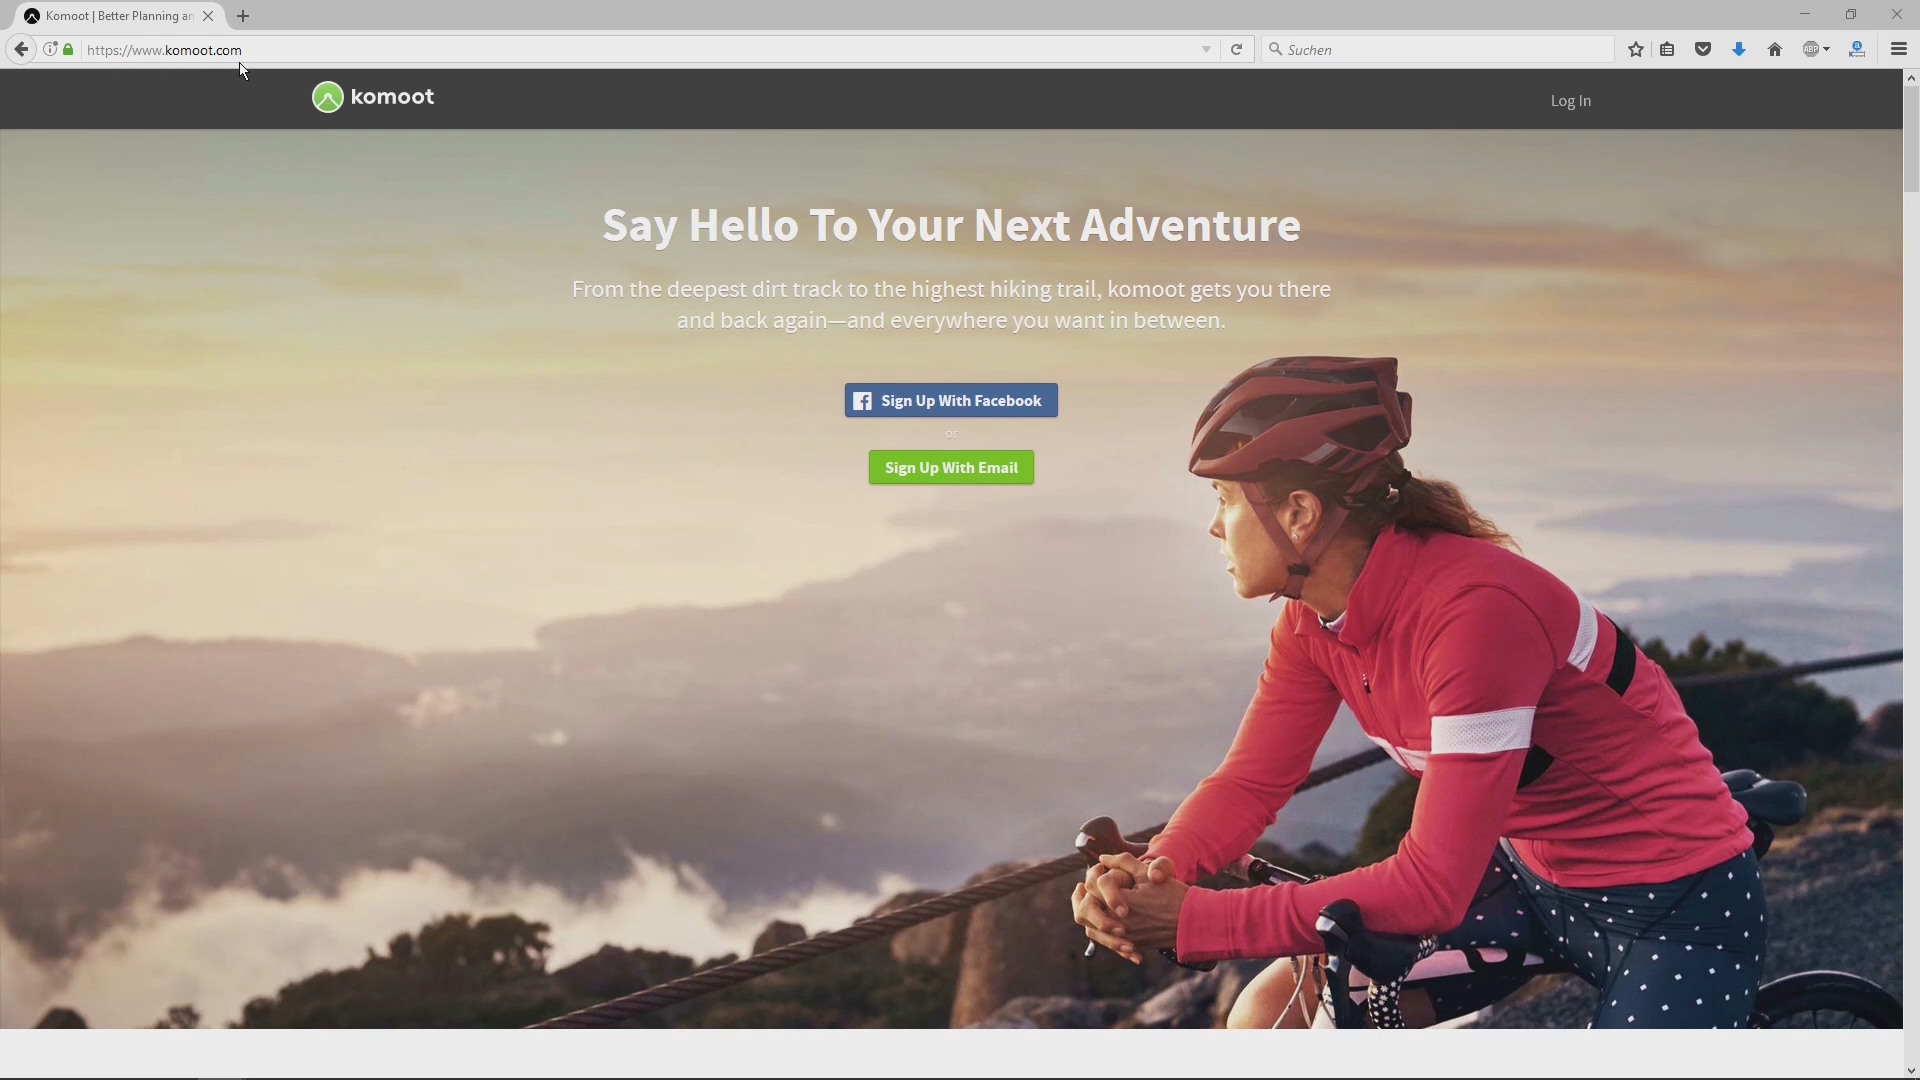 Komoot | Better Planning an
https://www.komoot.com
Suchen
ABP
komoot
Log In
Say Hello To Your Next Adventure
From the deepest dirt track to the highest hiking trail, komoot gets you there
and back again—and everywhere you want in between.
Sign Up With Facebook
or
Sign Up With Email